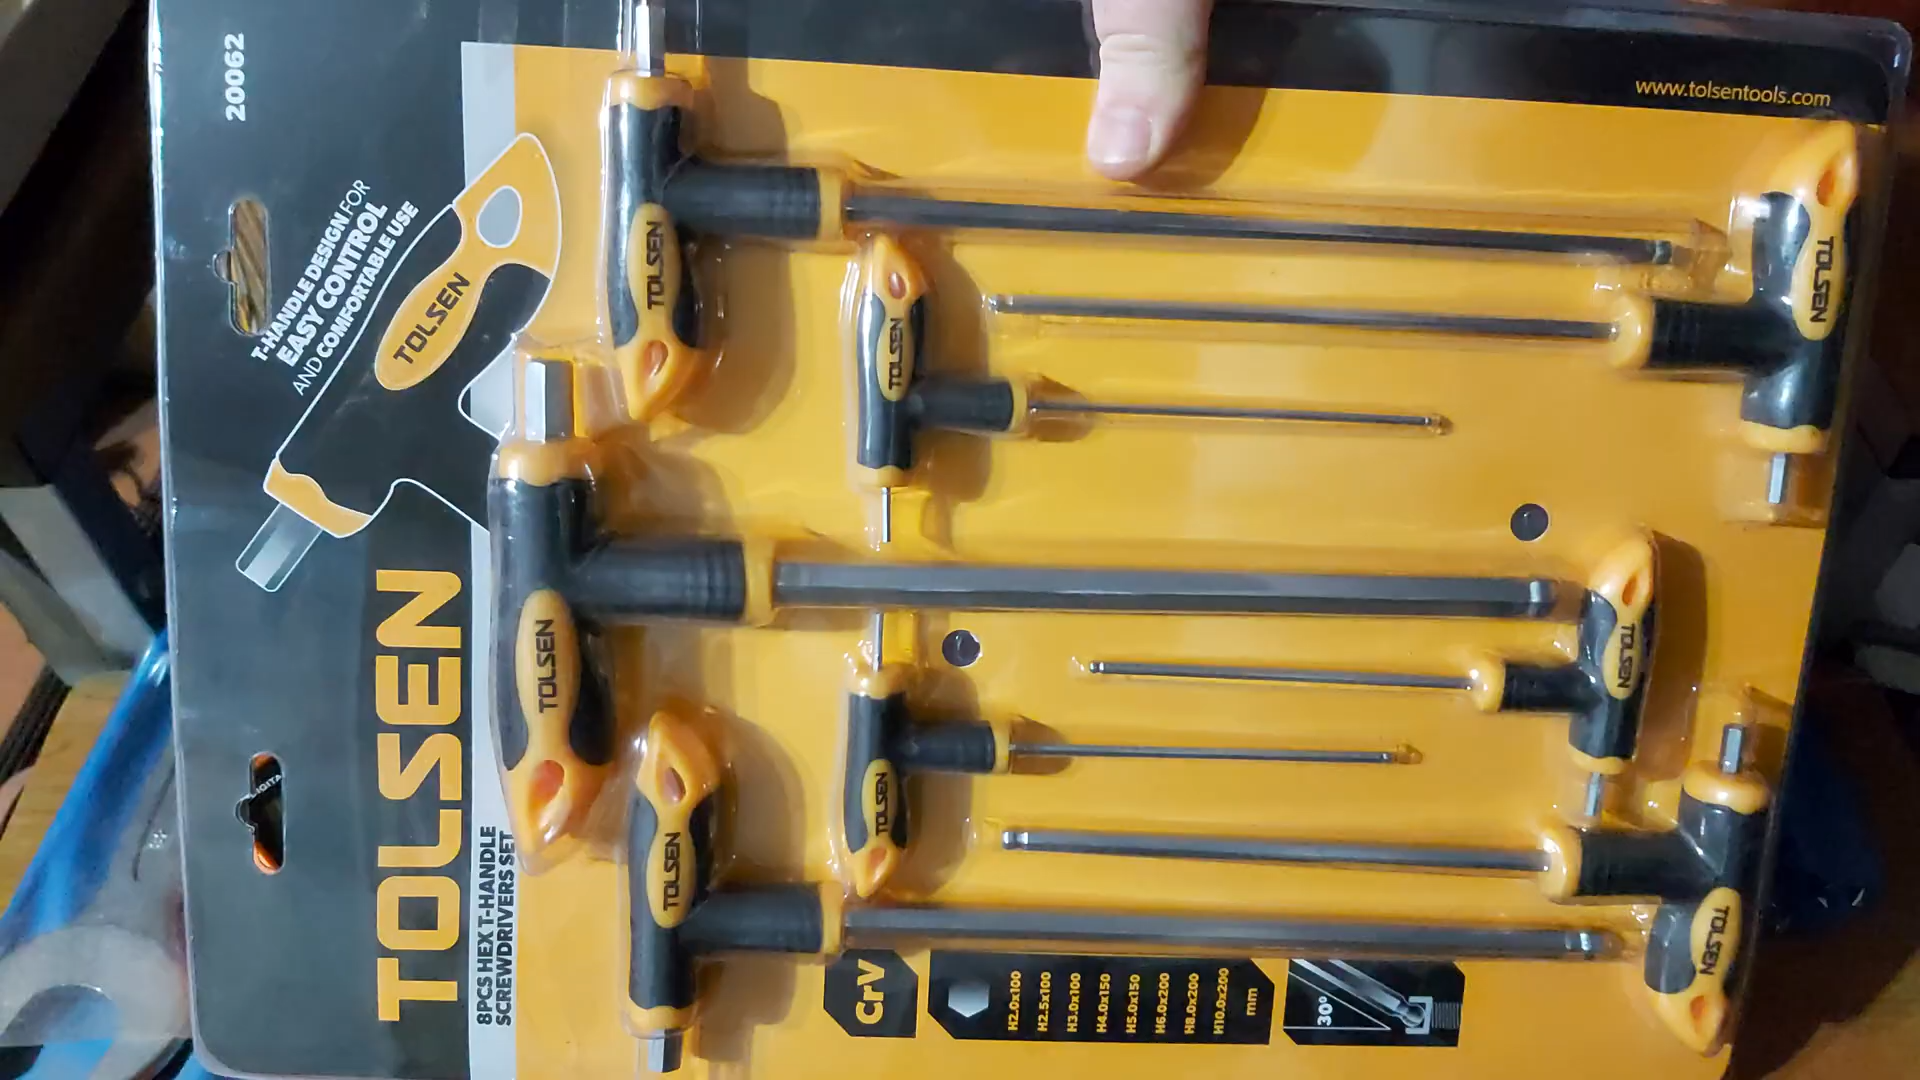 20062
T-HANDLE DESIGN FOR
EASY CONTROL
AND COMFORTABLE USE
TOLSEN
TOLSEN
8PCS HEX T-HANDLE
SCREWDRIVERS SET
www.tolsentools.com
TOLSEN
TOLSEN
TOLSEN
TOLSEN
TOLSEN
TOLSEN
TOLSEN
TOLSEN
CrV
H2.0x100
H2.5x100
H3.0x100
H4.0x150
H5.0x150
H6.0x200
H8.0x200
H10.0x200
mm
30°